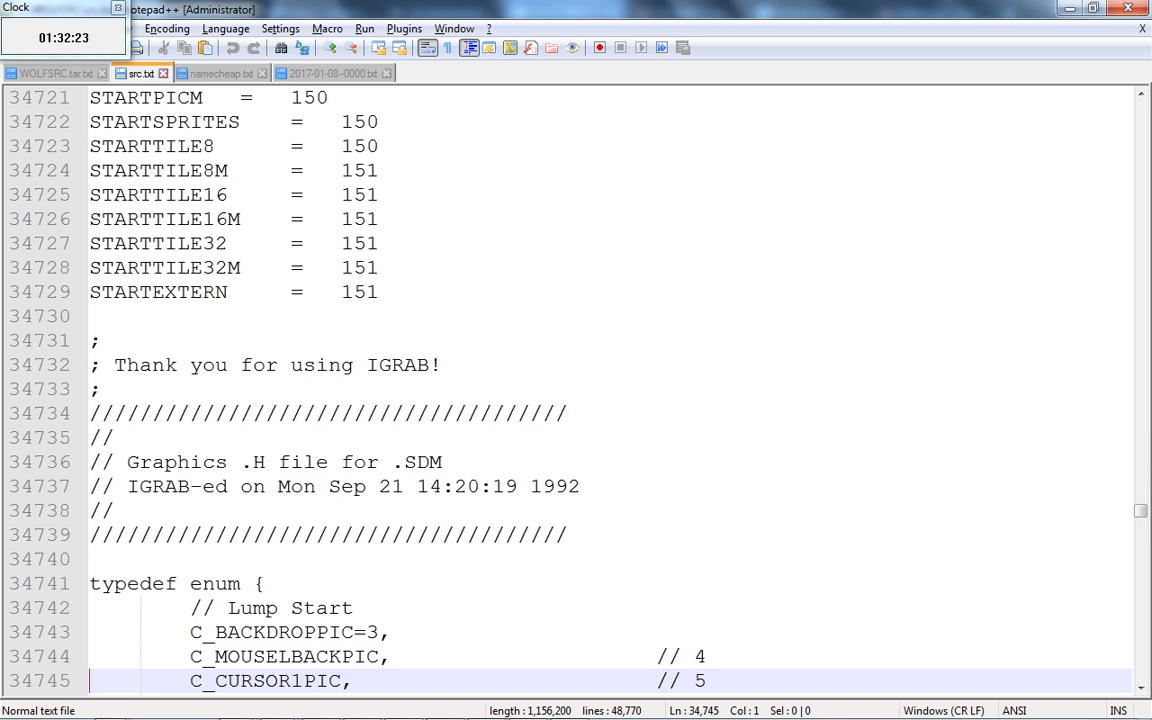 Clock
otepad++ [Administrator]
01:32:23
Encoding Language Settings Macro Run Plugins Window ? X
WOLFSRC.tar.txt src.txt namecheap.txt 2017-01-08--0000.txt
34721 STARTPICM = 150
34722 STARTSPRITES = 150
34723 STARTTILE8 = 150
34724 STARTTILE8M = 151
34725 STARTTILE16 = 151
34726 STARTTILE16M = 151
34727 STARTTILE32 = 151
34728 STARTTILE32M = 151
34729 STARTEXTERN = 151
34730
34731 ;
34732 ; Thank you for using IGRAB!
34733 ;
34734 //////////////////////////////////////
34735 //
34736 // Graphics .H file for .SDM
34737 // IGRAB-ed on Mon Sep 21 14:20:19 1992
34738 //
34739 //////////////////////////////////////
34740
34741 typedef enum {
34742 // Lump Start
34743 C_BACKDROPPIC=3,
34744 C_MOUSELBACKPIC, // 4
34745 C_CURSOR1PIC, // 5
Normal text file length : 1,156,200 lines : 48,770 Ln : 34,745 Col : 1 Sel : 0 | 0 Windows (CR LF) ANSI INS